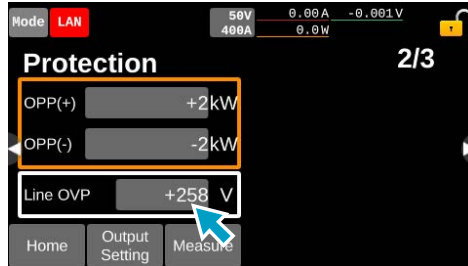 Mode LAN 50V 0.00A -0.001V
400A 0.0W
Protection 2/3
OPP(+) +2kW
OPP(-) -2kW
Line OVP +258 V
Home Output Setting Measure